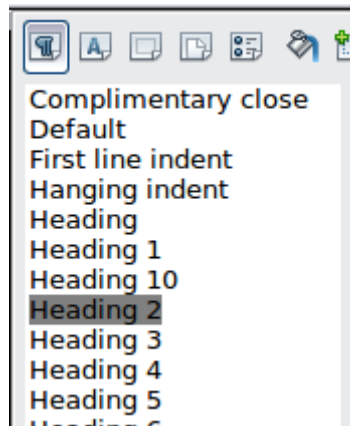 Complimentary close
Default
First line indent
Hanging indent
Heading
Heading 1
Heading 10
Heading 2
Heading 3
Heading 4
Heading 5